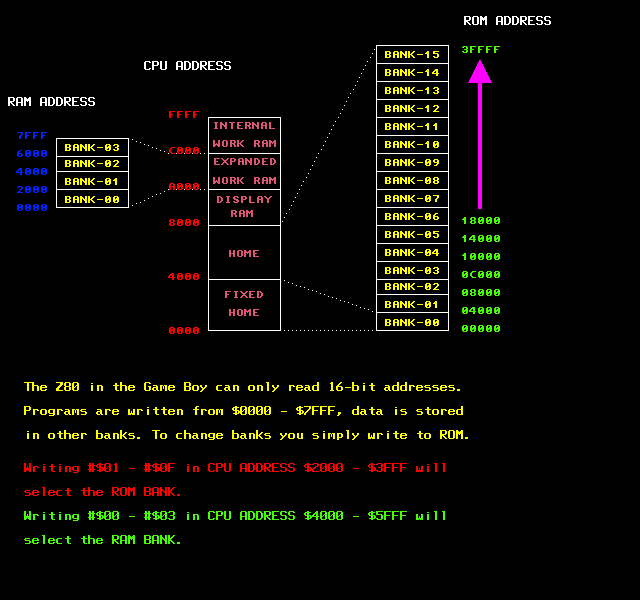 ROM ADDRESS
3FFFF
18000
14000
10000
0C000
08000
04000
00000
BANK-15
BANK-14
BANK-13
BANK-12
BANK-11
BANK-10
BANK-09
BANK-08
BANK-07
BANK-06
BANK-05
BANK-04
BANK-03
BANK-02
BANK-01
BANK-00
CPU ADDRESS
FFFF
C000
A000
8000
4000
0000
INTERNAL
WORK RAM
EXPANDED
WORK RAM
DISPLAY
RAM
HOME
FIXED
HOME
RAM ADDRESS
7FFF
6000
4000
2000
0000
BANK-03
BANK-02
BANK-01
BANK-00
The Z80 in the Game Boy can only read 16-bit addresses.
Programs are written from $0000 - $7FFF, data is stored
in other banks. To change banks you simply write to ROM.
Writing #$01 - #$0F in CPU ADDRESS $2000 - $3FFF will
select the ROM BANK.
Writing #$00 - #$03 in CPU ADDRESS $4000 - $5FFF will
select the RAM BANK.